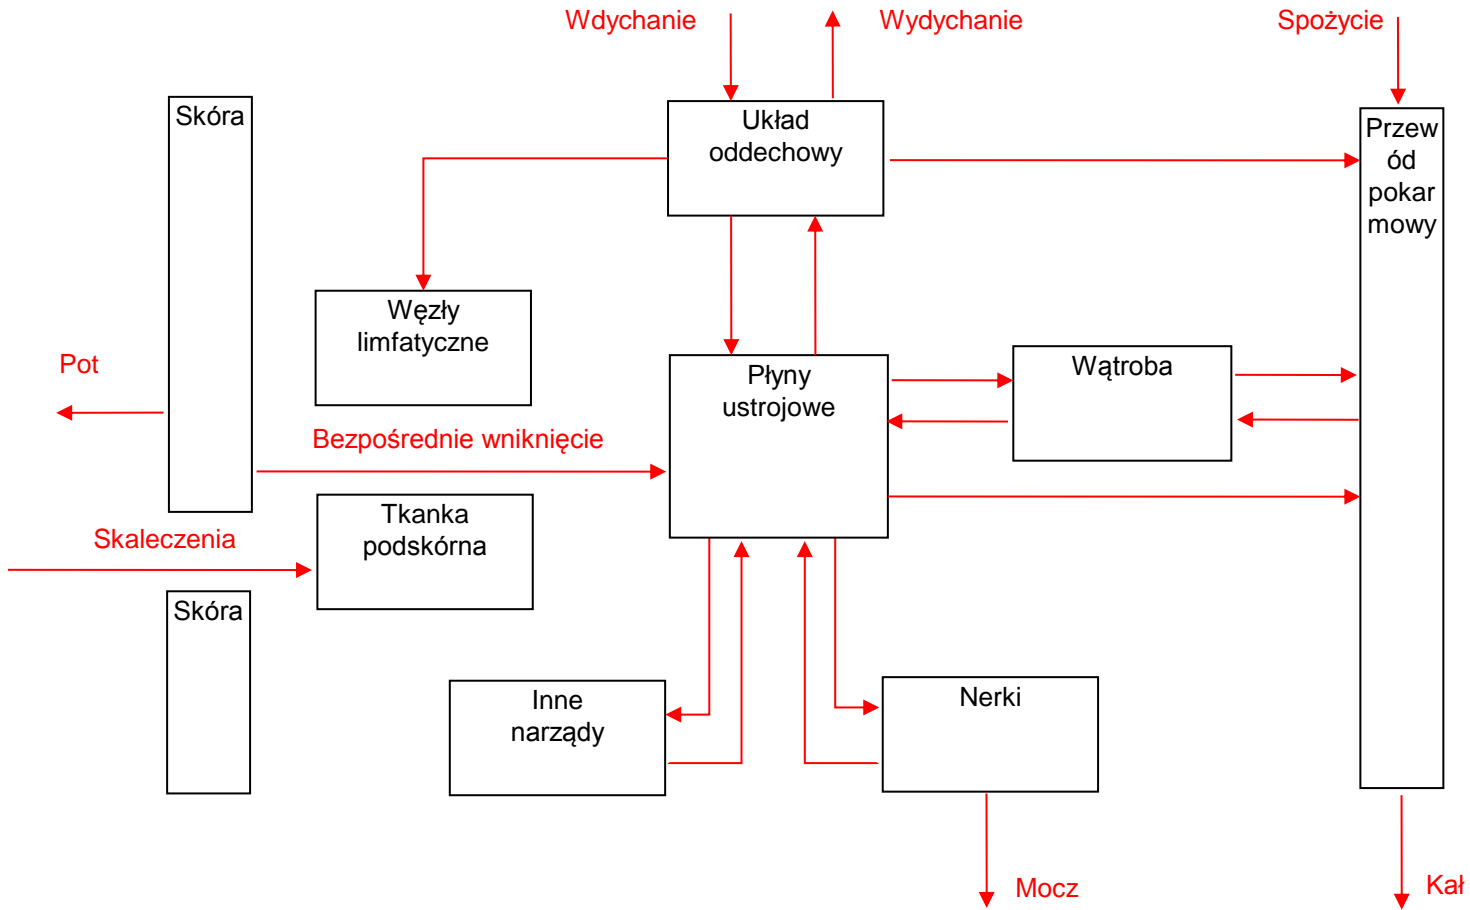 Wdychanie
Wydychanie
Spożycie
Skóra
Układ
oddechowy
Przew
ód
pokar
mowy
Węzły
limfatyczne
Pot
Płyny
ustrojowe
Wątroba
Bezpośrednie wniknięcie
Skaleczenia
Tkanka
podskórna
Skóra
Inne
narządy
Nerki
Mocz
Kał